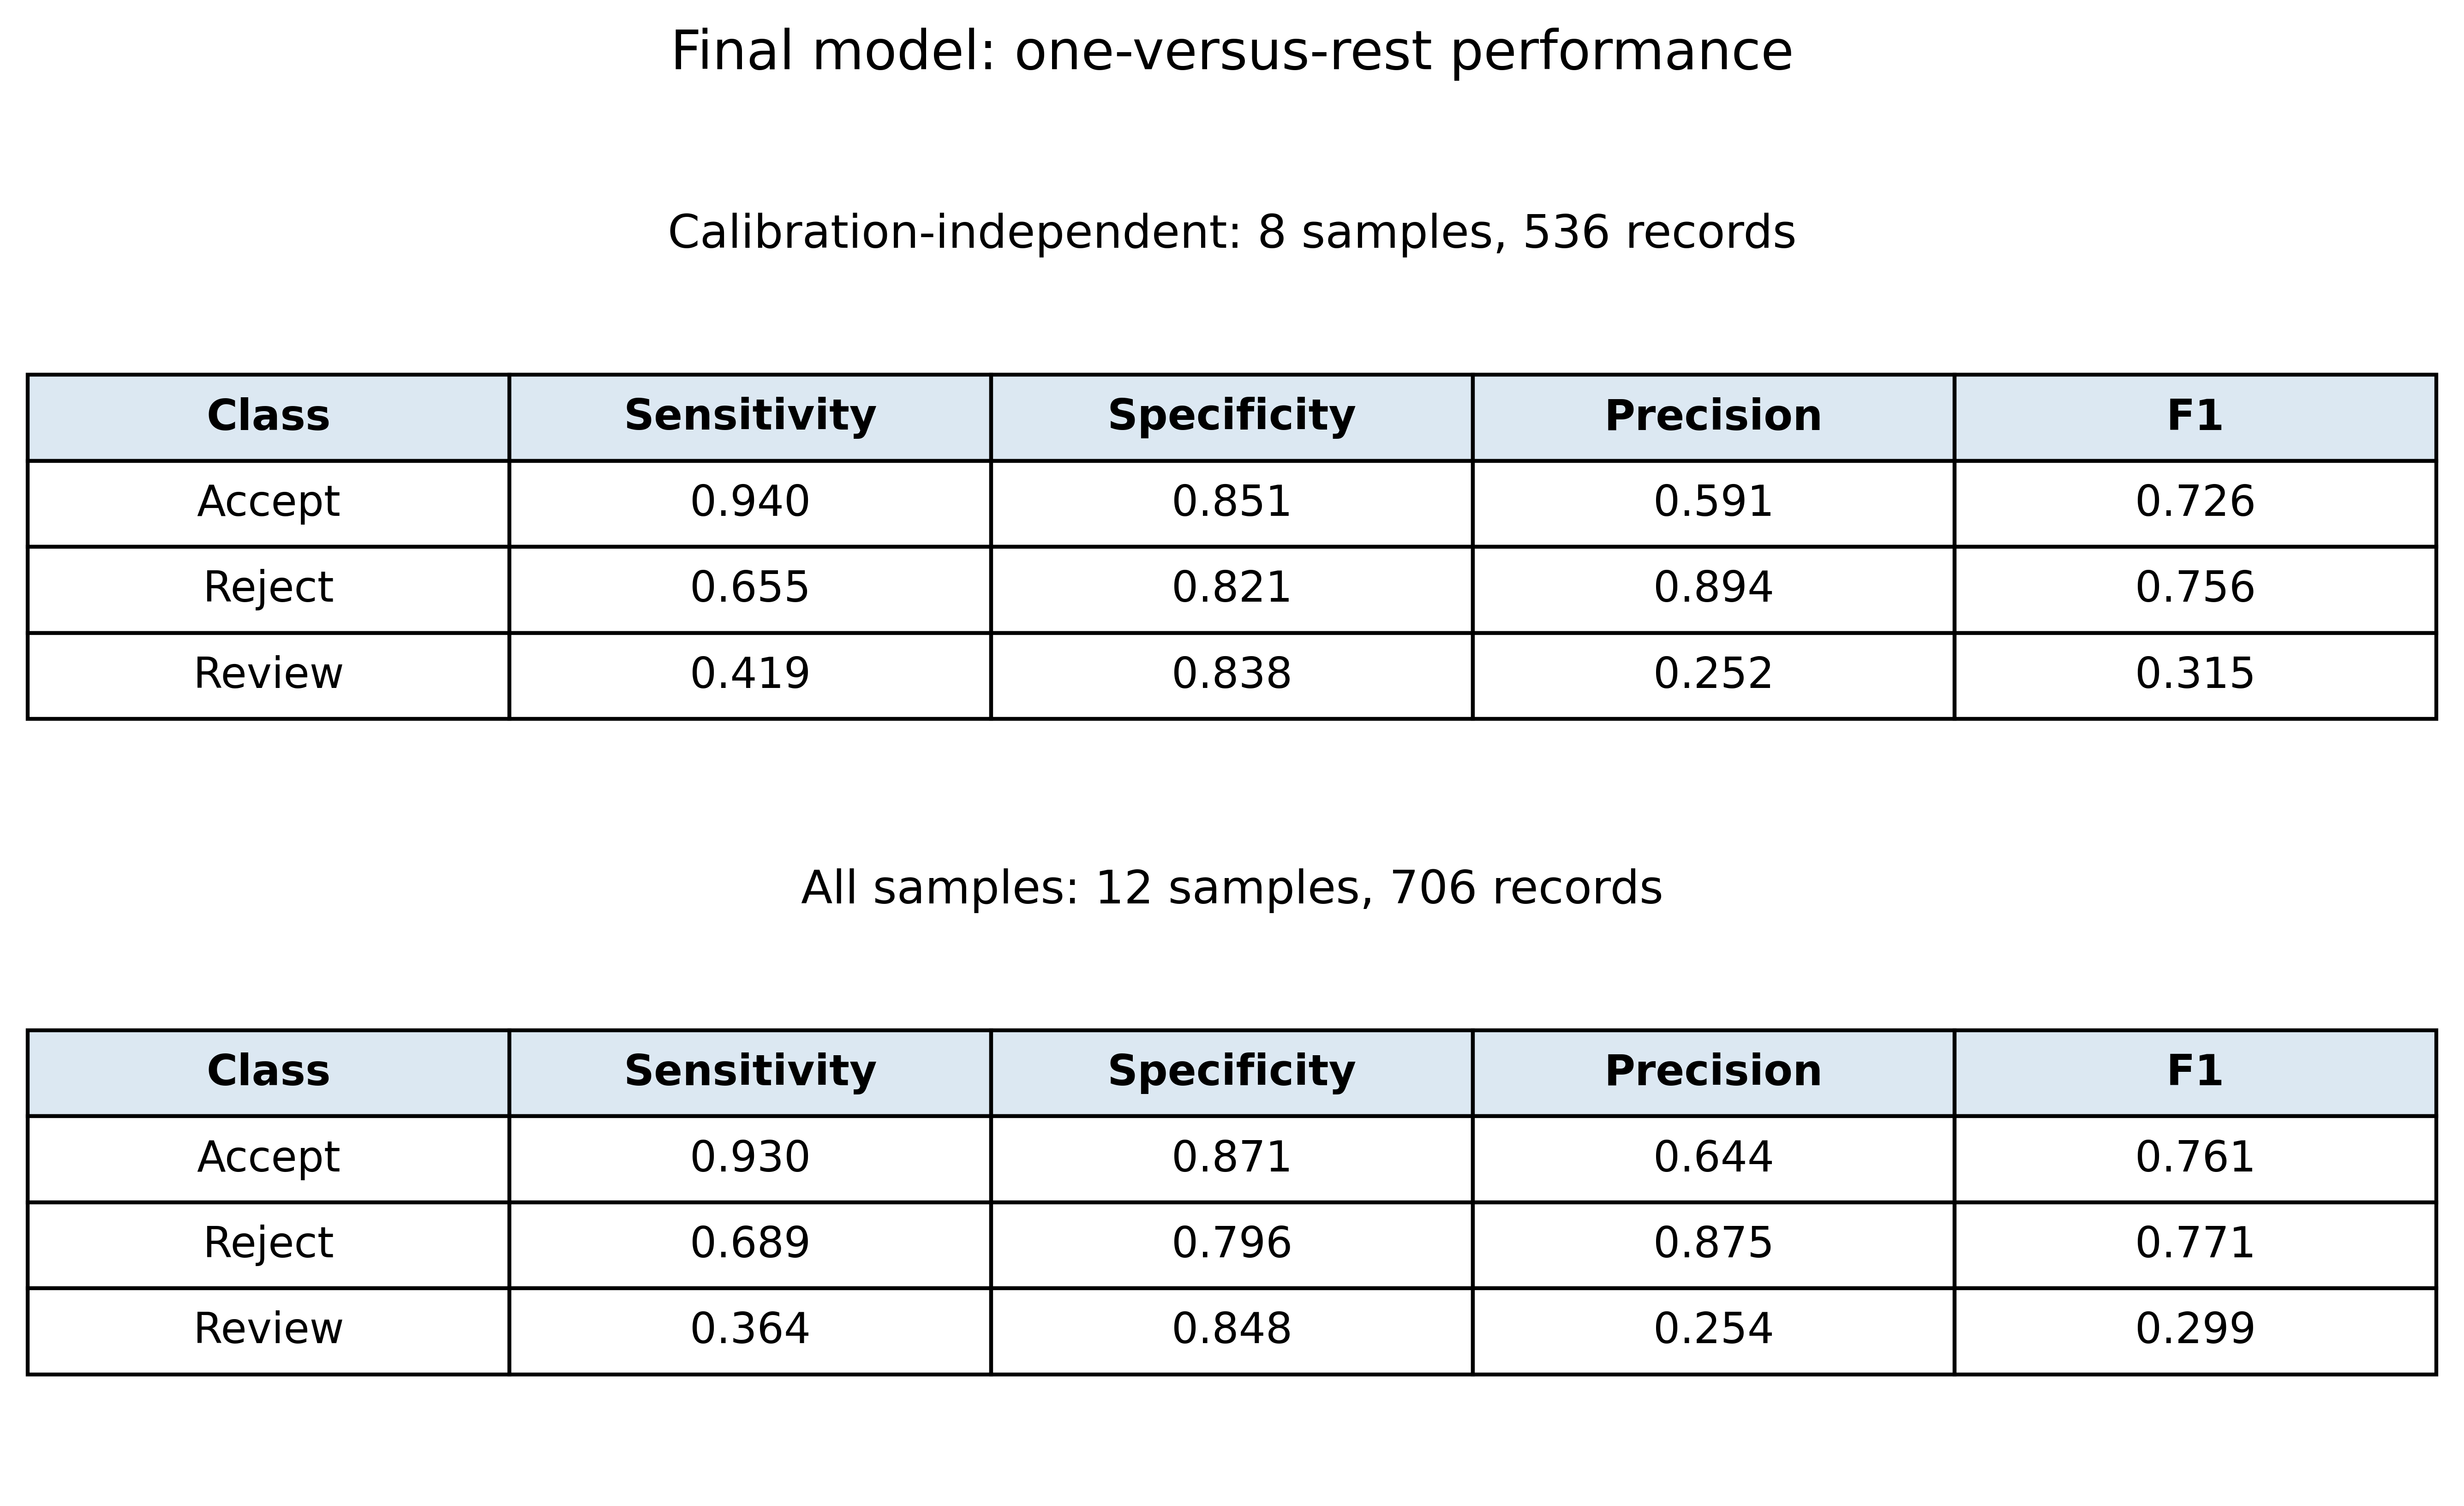 Final model: one-versus-rest performance
Calibration-independent: 8 samples, 536 records
Class Sensitivity Specificity Precision F1
Accept 0.940 0.851 0.591 0.726
Reject 0.655 0.821 0.894 0.756
Review 0.419 0.838 0.252 0.315
All samples: 12 samples, 706 records
Class Sensitivity Specificity Precision F1
Accept 0.930 0.871 0.644 0.761
Reject 0.689 0.796 0.875 0.771
Review 0.364 0.848 0.254 0.299